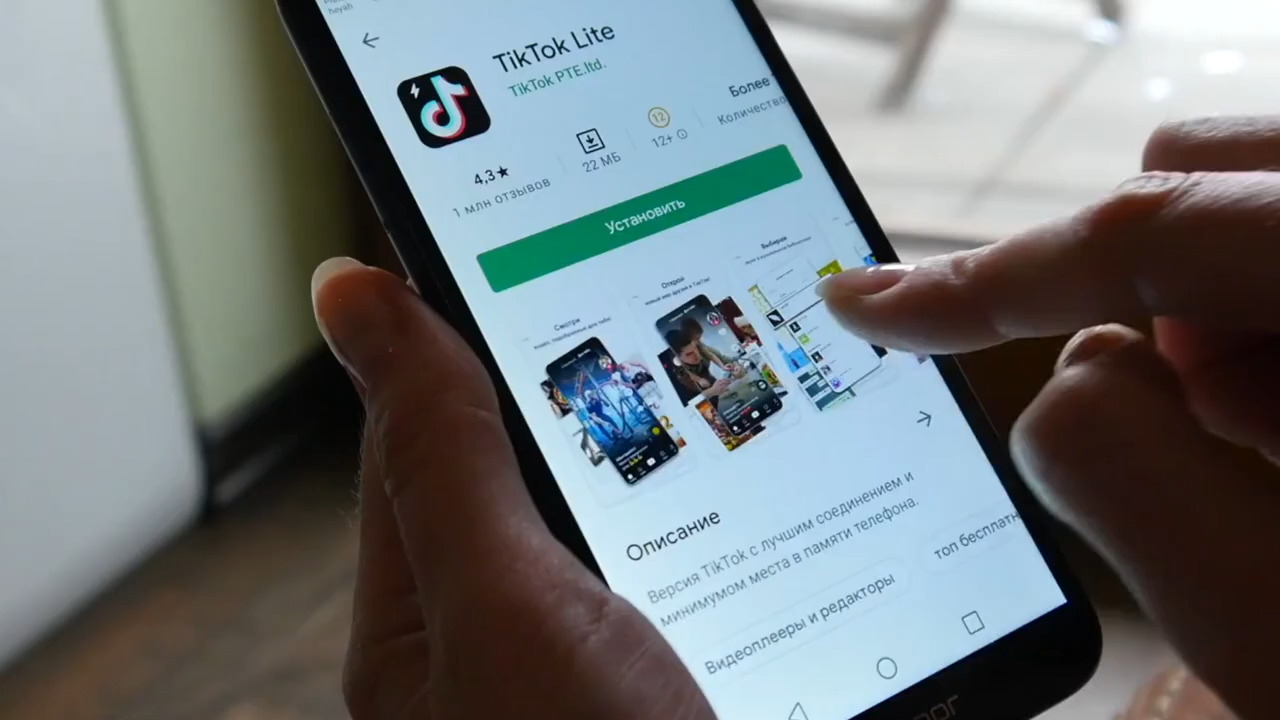 TikTok Lite
TikTok PTE.ltd.
4,3★
1 млн отзывов
22 МБ
12
12+
Более
Количество
Установить
Смотри
Открой
Выбирай
Описание
Версия TikTok с лучшим соединением и
минимумом места в памяти телефона.
Видеоплееры и редакторы
топ бесплатн